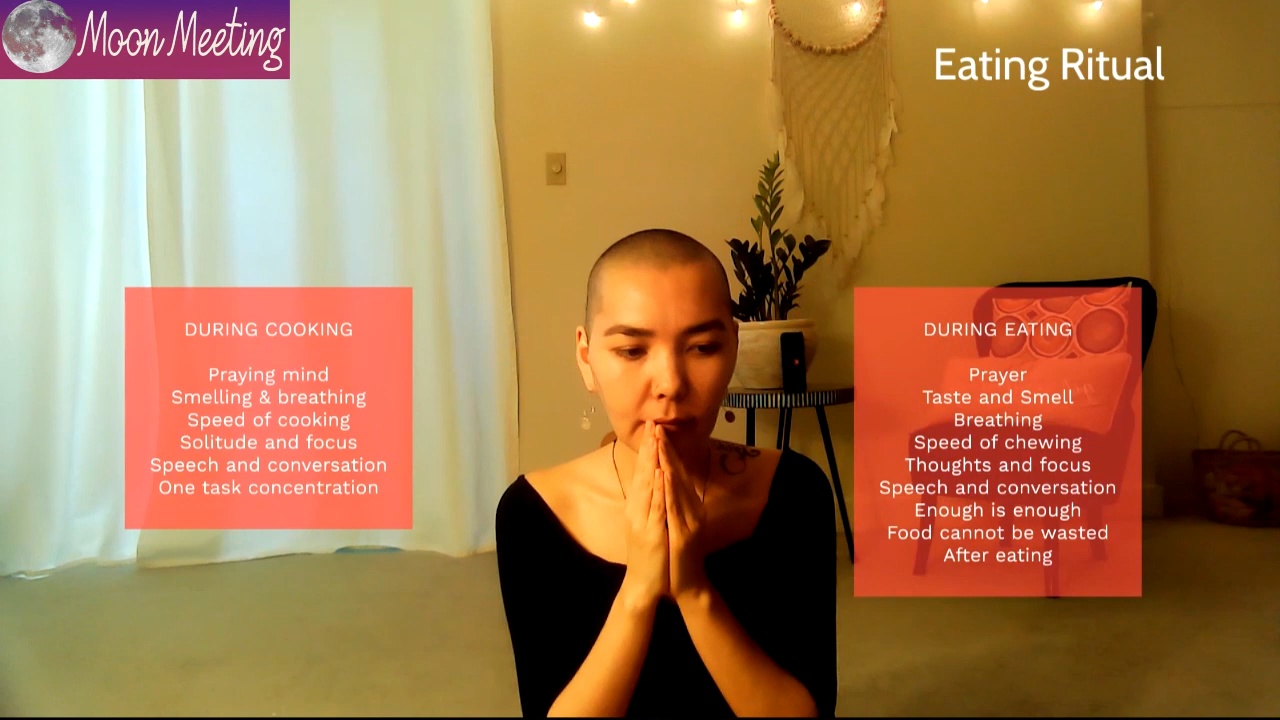 Moon Meeting
Eating Ritual
DURING COOKING
Praying mind
Smelling & breathing
Speed of cooking
Solitude and focus
Speech and conversation
One task concentration
DURING EATING
Prayer
Taste and Smell
Breathing
Speed of chewing
Thoughts and focus
Speech and conversation
Enough is enough
Food cannot be wasted
After eating